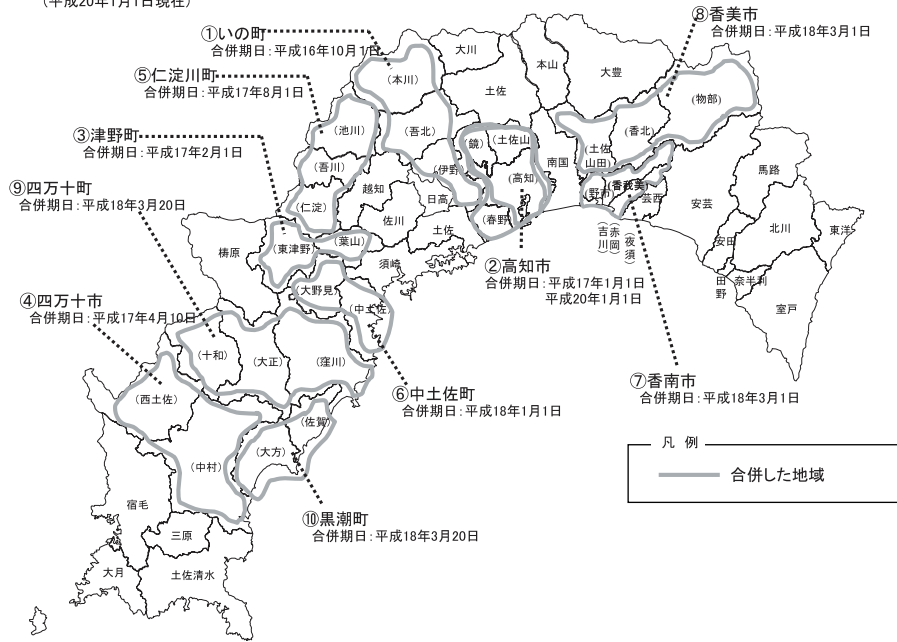 (平成20年1月1日現在)
⑧香美市
合併期日：平成18年3月1日
①いの町
合併期日：平成16年10月1日
⑤仁淀川町
合併期日：平成17年8月1日
③津野町
合併期日：平成17年2月1日
⑨四万十町
合併期日：平成18年3月20日
④四万十市
合併期日：平成17年4月10日
②高知市
合併期日：平成17年1月1日
平成20年1月1日
⑥中土佐町
合併期日：平成18年1月1日
⑦香南市
合併期日：平成18年3月1日
⑩黒潮町
合併期日：平成18年3月20日
凡 例
合併した地域
大川
本山
大豊
土佐
(本川)
(物部)
(池川)
(吾北)
(鏡)
(土佐山)
(香北)
(土佐
山田)
(吾川)
(伊野)
(高知)
南国
(野市)
(香我美)
芸西
馬路
越知
日高
(仁淀)
佐川
土佐
(春野)
(吉川)
(赤岡)
(夜須)
安芸
北川
東洋
安田
田野
奈半利
室戸
梼原
(東津野)
(葉山)
須崎
(大野見)
(中土佐)
(十和)
(大正)
(窪川)
(西土佐)
(佐賀)
(大方)
(中村)
宿毛
三原
大月
土佐清水